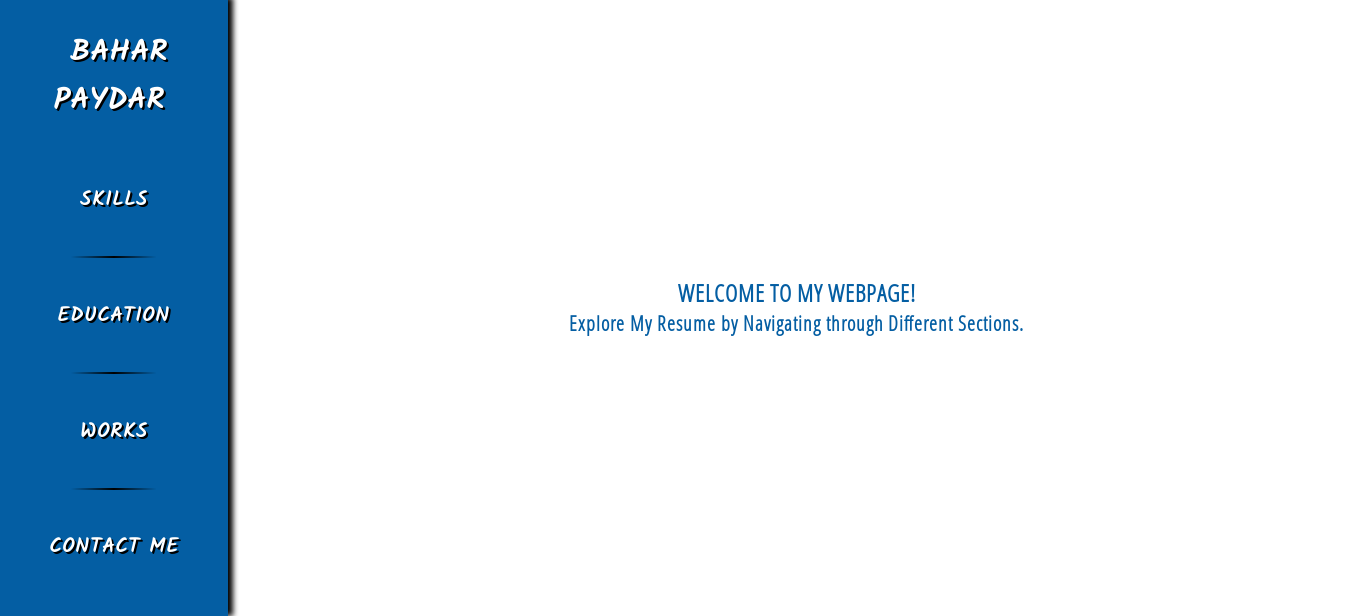 BAHAR
PAYDAR
SKILLS
EDUCATION
WORKS
CONTACT ME
WELCOME TO MY WEBPAGE!
Explore My Resume by Navigating through Different Sections.